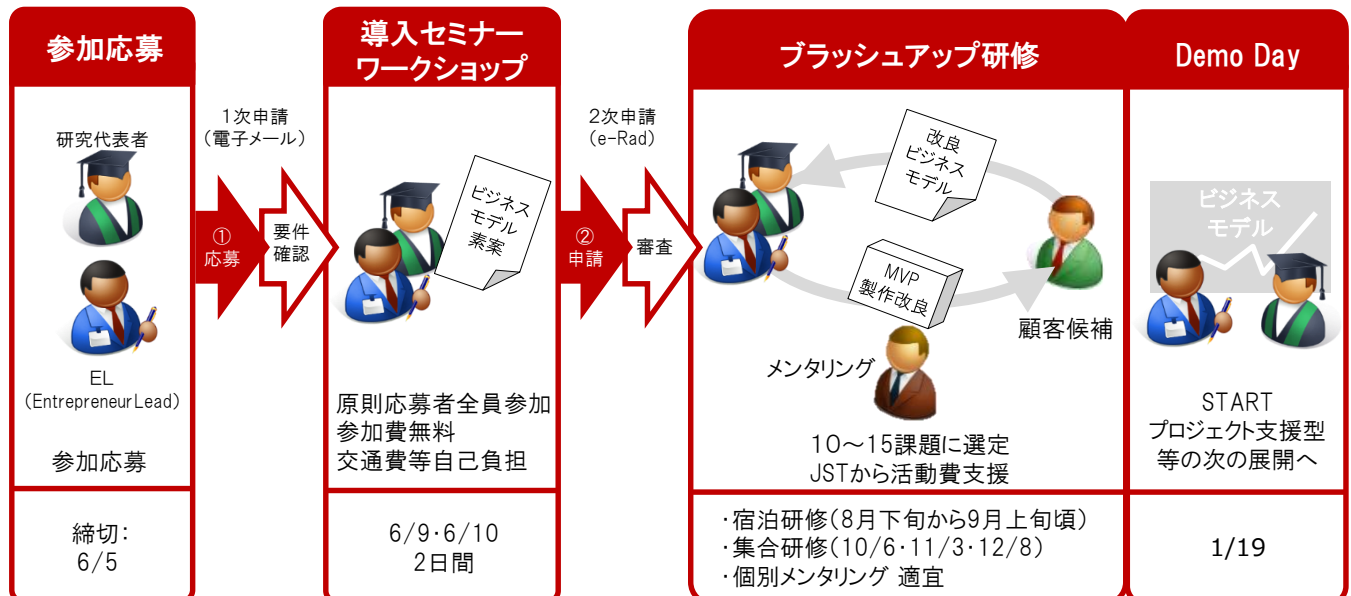 参加応募
研究代表者
EL
(EntrepreneurLead)
参加応募
締切:
6/5
1次申請
(電子メール)
①
応募
要件
確認
導入セミナー
ワークショップ
ビジネス
モデル
素案
原則応募者全員参加
参加費無料
交通費等自己負担
6/9・6/10
2日間
2次申請
(e-Rad)
②
申請
審査
ブラッシュアップ研修
改良
ビジネス
モデル
MVP
製作改良
顧客候補
メンタリング
10～15課題に選定
JSTから活動費支援
・宿泊研修(8月下旬から9月上旬頃)
・集合研修(10/6・11/3・12/8)
・個別メンタリング 適宜
Demo Day
ビジネス
モデル
START
プロジェクト支援型
等の次の展開へ
1/19